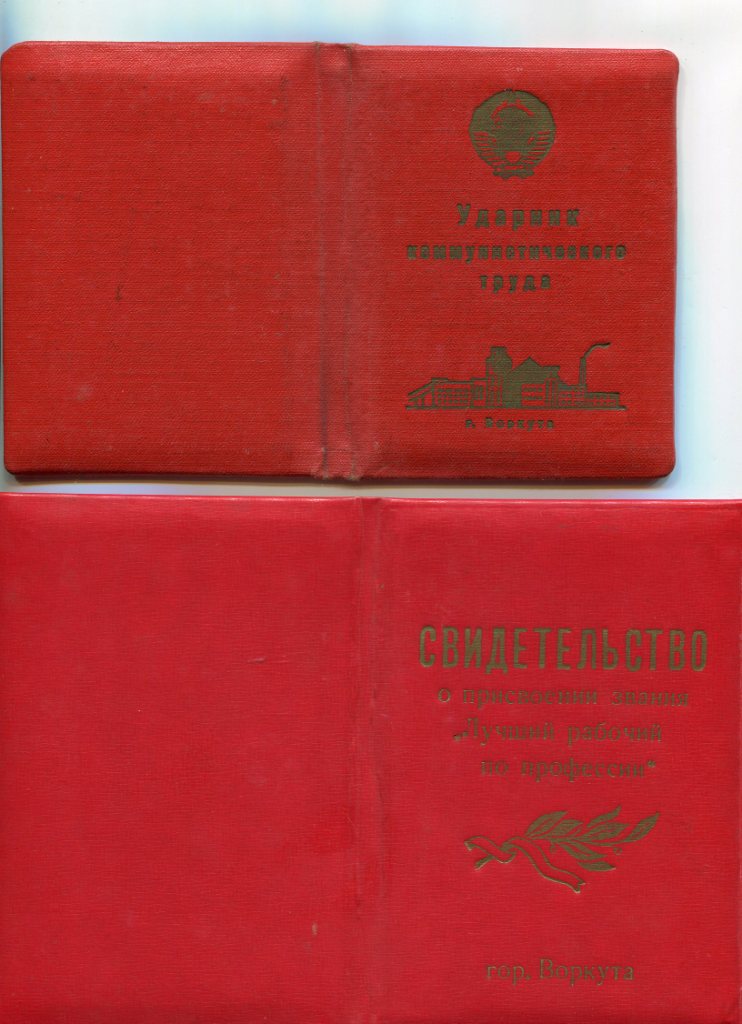 Ударник
коммунистического
труда
г. Воркута
СВИДЕТЕЛЬСТВО
о присвоении звания
„Лучший рабочий
по профессии“
гор. Воркута